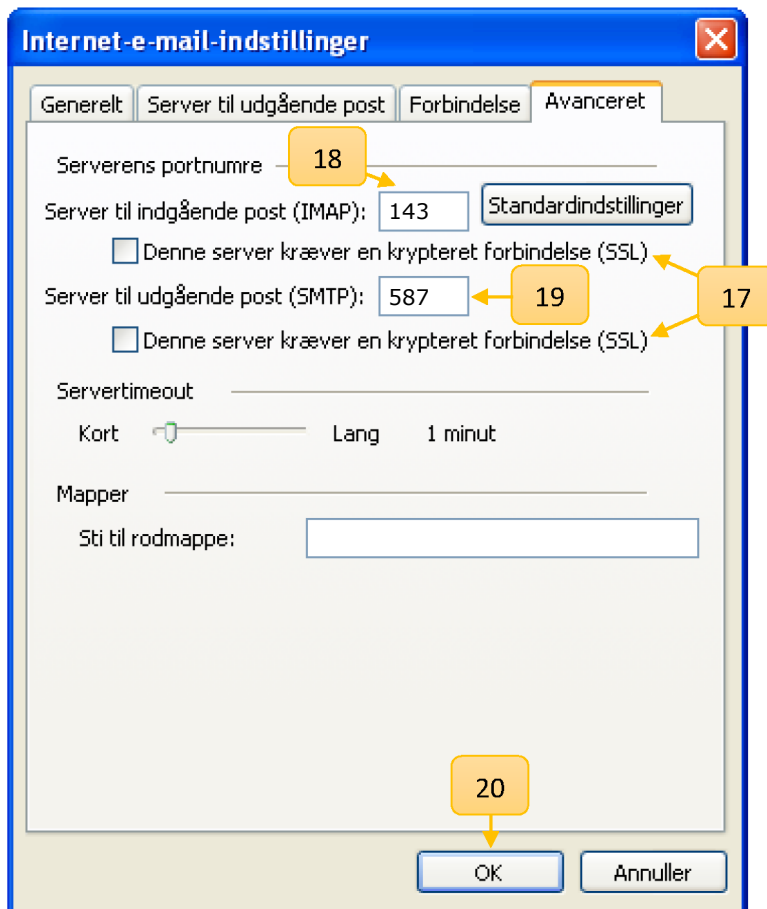 Internet-e-mail-indstillinger
Generelt Server til udgående post Forbindelse Avanceret
Serverens portnumre 18
Server til indgående post (IMAP): 143 Standardindstillinger
Denne server kræver en krypteret forbindelse (SSL)
Server til udgående post (SMTP): 587 19 17
Denne server kræver en krypteret forbindelse (SSL)
Servertimeout
Kort Lang 1 minut
Mapper
Sti til rodmappe:
20
OK Annuller